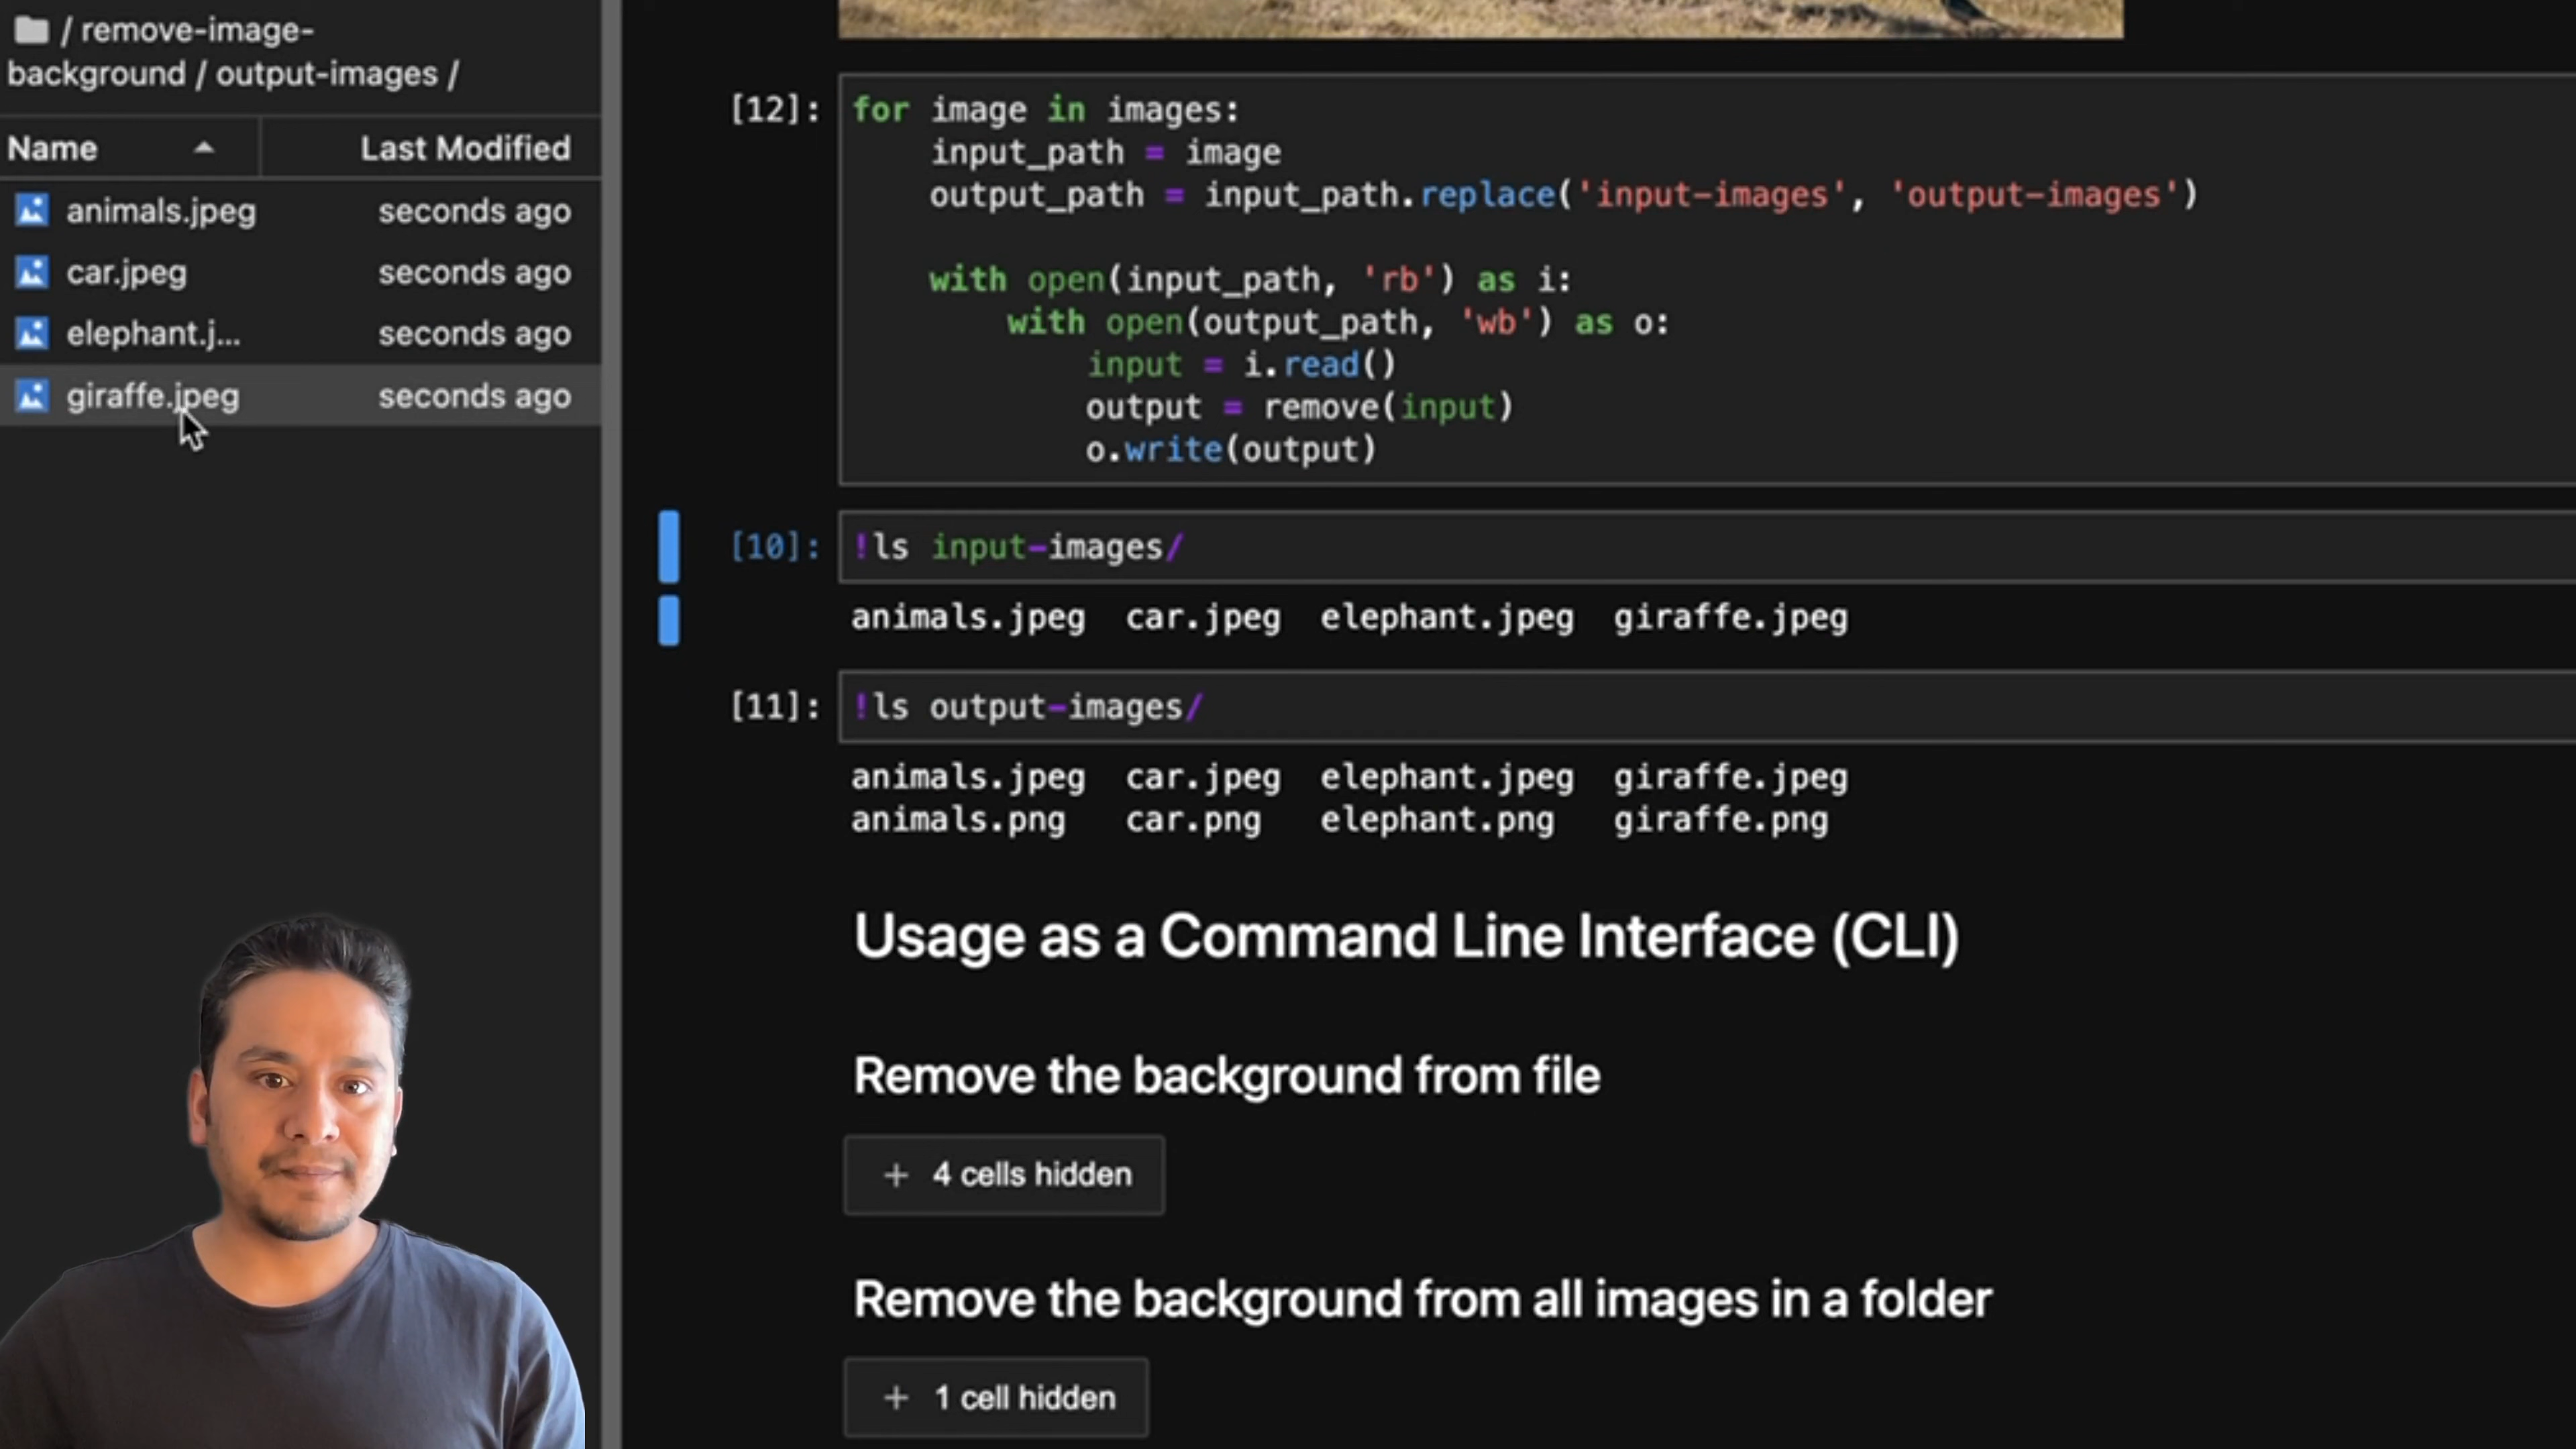 / remove-image-
background / output-images /
Name Last Modified
animals.jpeg seconds ago
car.jpeg seconds ago
elephant.j... seconds ago
giraffe.jpeg seconds ago
[12]: for image in images:
input_path = image
output_path = input_path.replace('input-images', 'output-images')
with open(input_path, 'rb') as i:
with open(output_path, 'wb') as o:
input = i.read()
output = remove(input)
o.write(output)
[10]: !ls input-images/
animals.jpeg car.jpeg elephant.jpeg giraffe.jpeg
[11]: !ls output-images/
animals.jpeg car.jpeg elephant.jpeg giraffe.jpeg
animals.png car.png elephant.png giraffe.png
Usage as a Command Line Interface (CLI)
Remove the background from file
+ 4 cells hidden
Remove the background from all images in a folder
+ 1 cell hidden